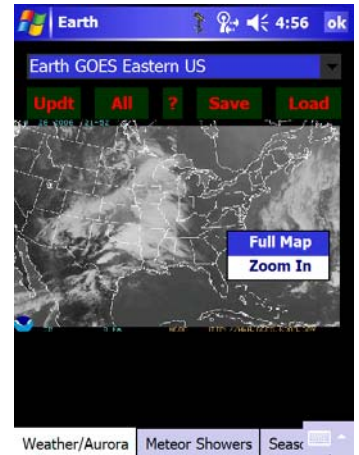 Earth 4:56 ok
Earth GOES Eastern US
Updt All ? Save Load
Full Map
Zoom In
Weather/Aurora Meteor Showers